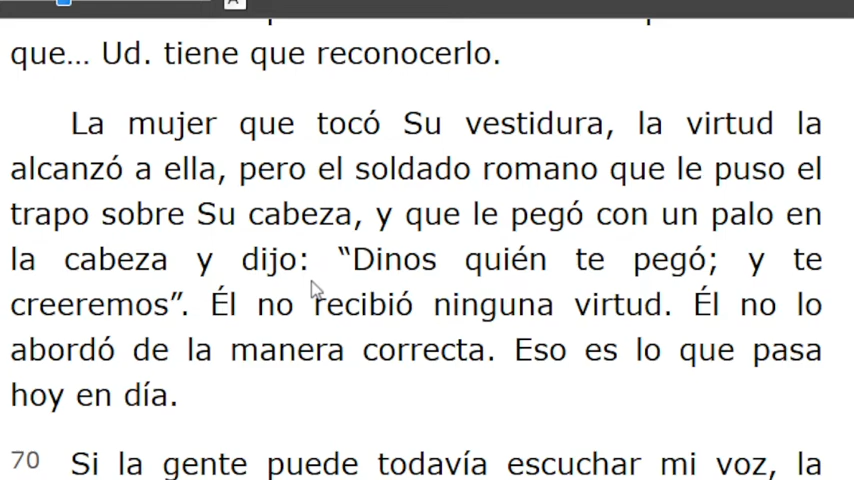 que... Ud. tiene que reconocerlo.
La mujer que tocó Su vestidura, la virtud la
alcanzó a ella, pero el soldado romano que le puso el
trapo sobre Su cabeza, y que le pegó con un palo en
la cabeza y dijo: “Dinos quién te pegó; y te
creeremos”. Él no recibió ninguna virtud. Él no lo
abordó de la manera correcta. Eso es lo que pasa
hoy en día.
70 Si la gente puede todavía escuchar mi voz, la